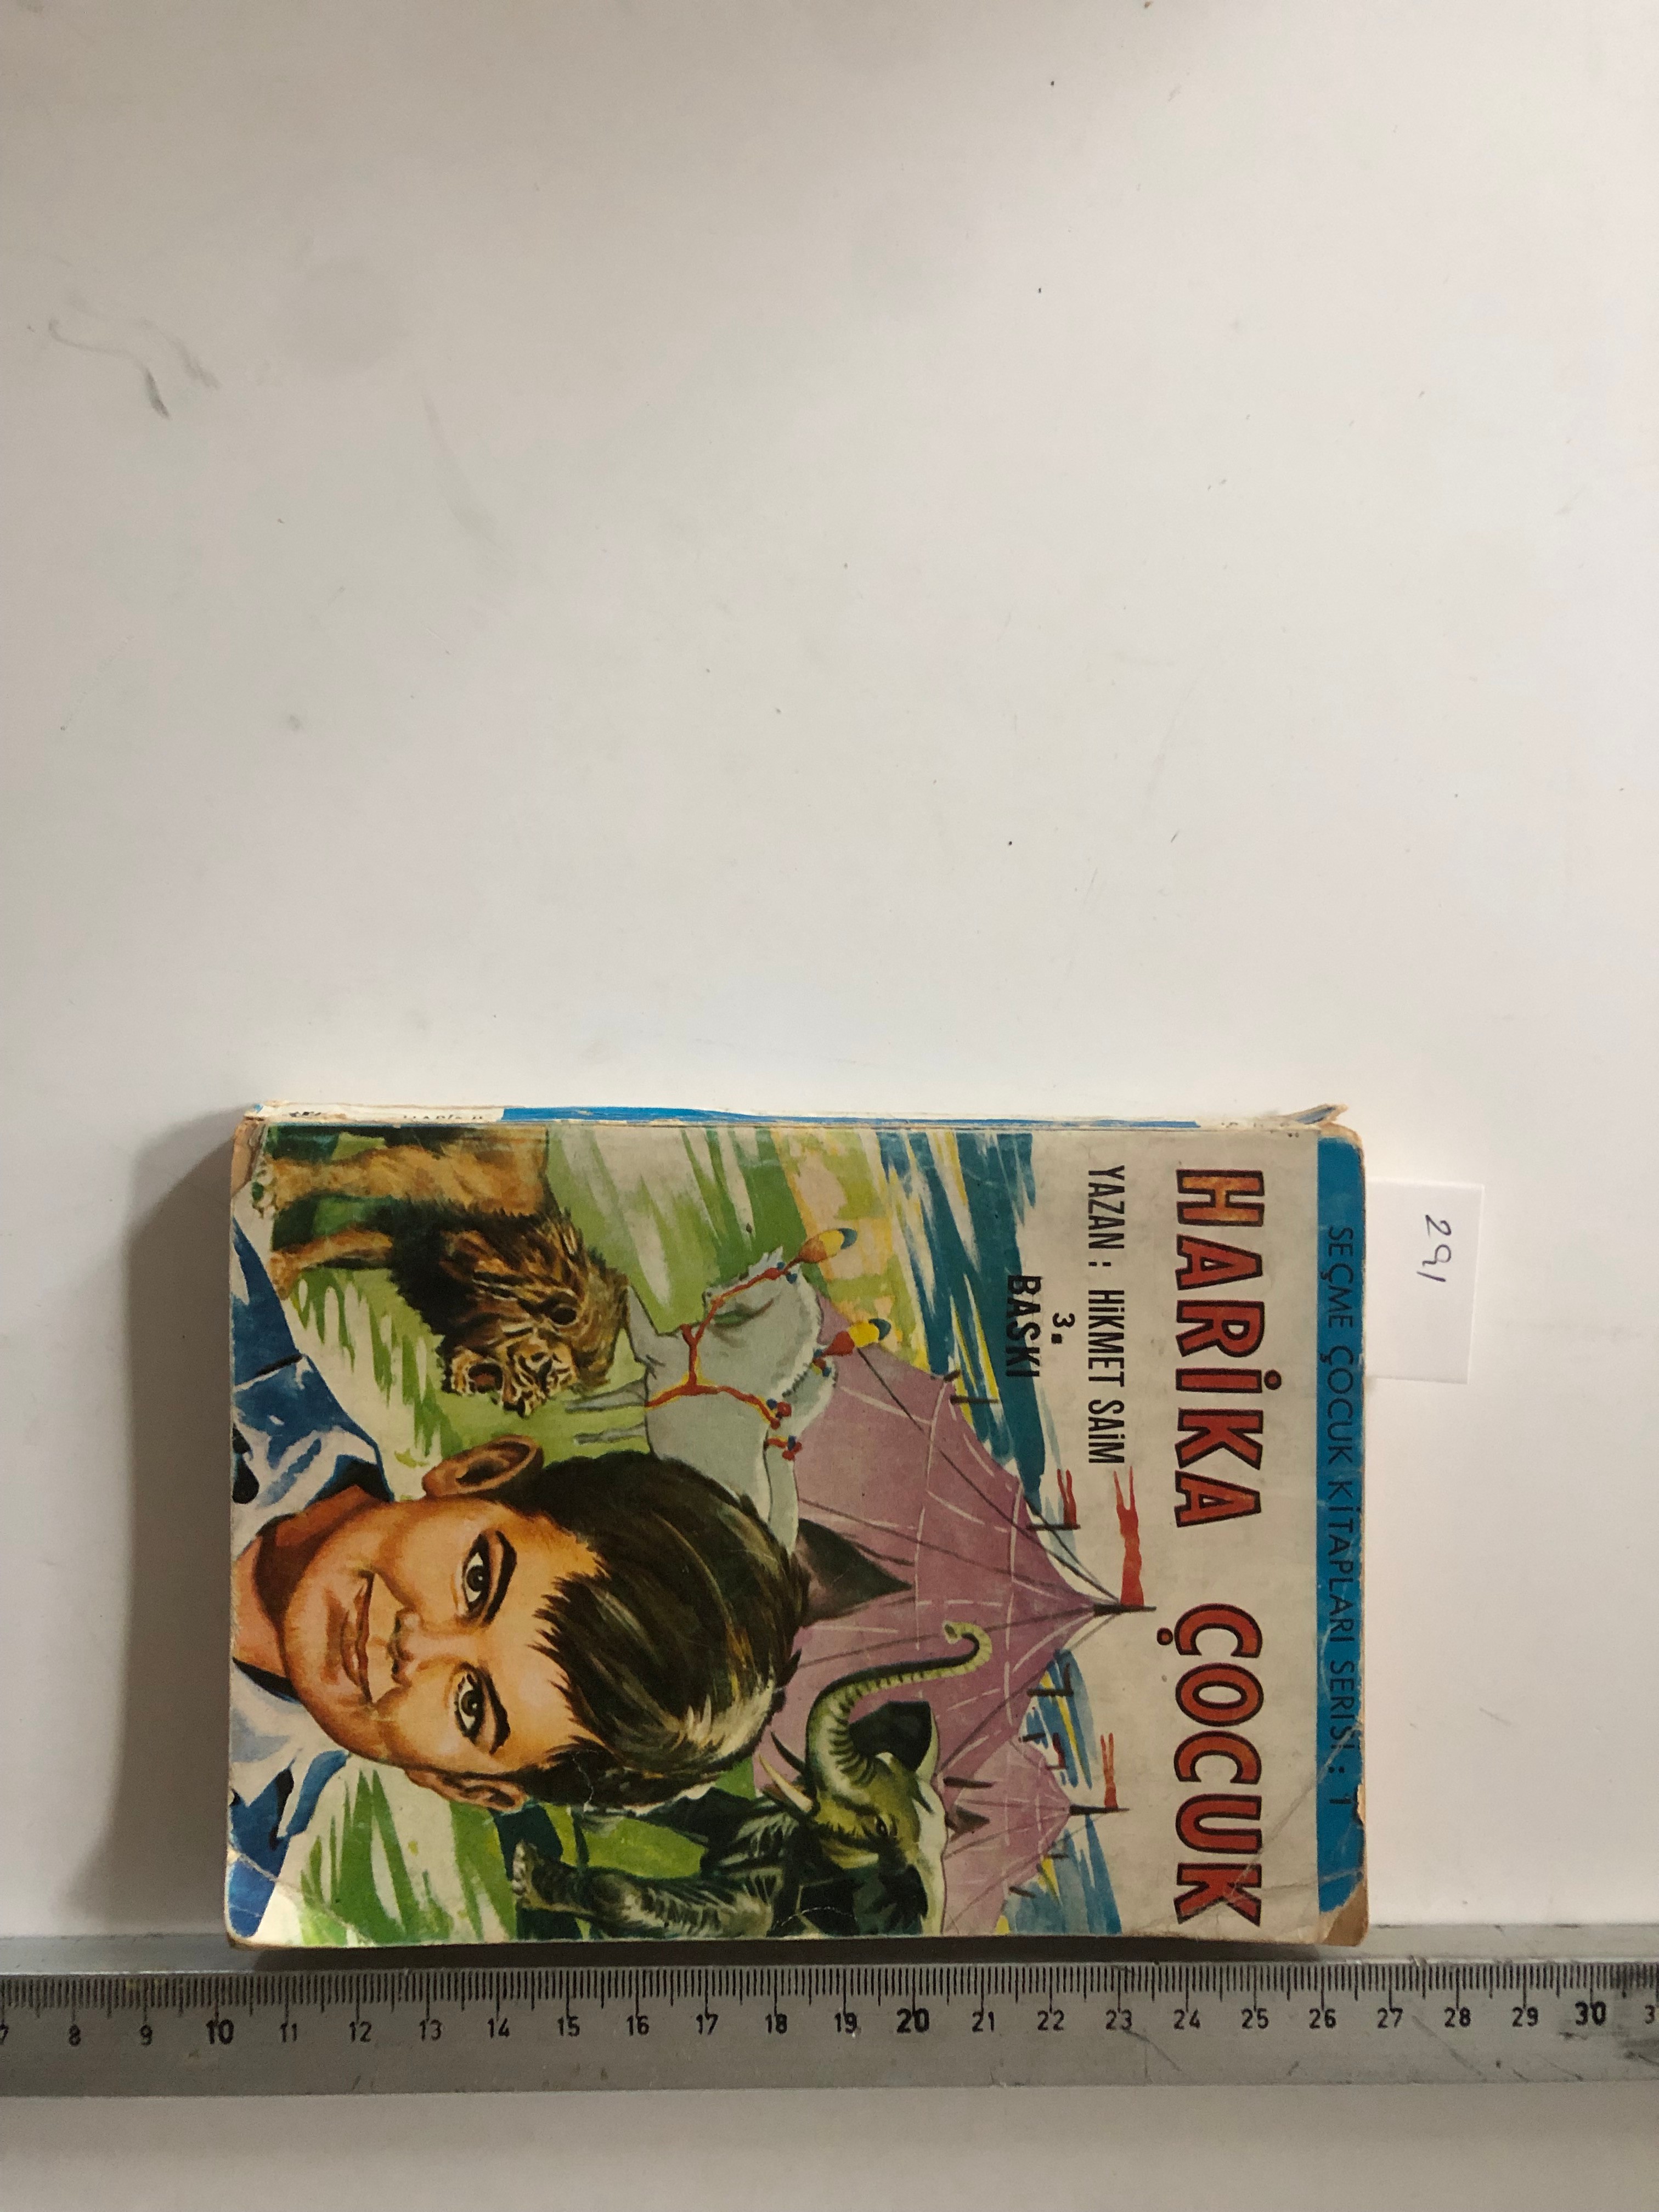 291
SEÇME ÇOCUK KİTAPLARI SERİSİ: 1
HARİKA ÇOCUK
YAZAN : HİKMET SAİM
3.
BASKI
7 8 9 10 11 12 13 14 15 16 17 18 19 20 21 22 23 24 25 26 27 28 29 30